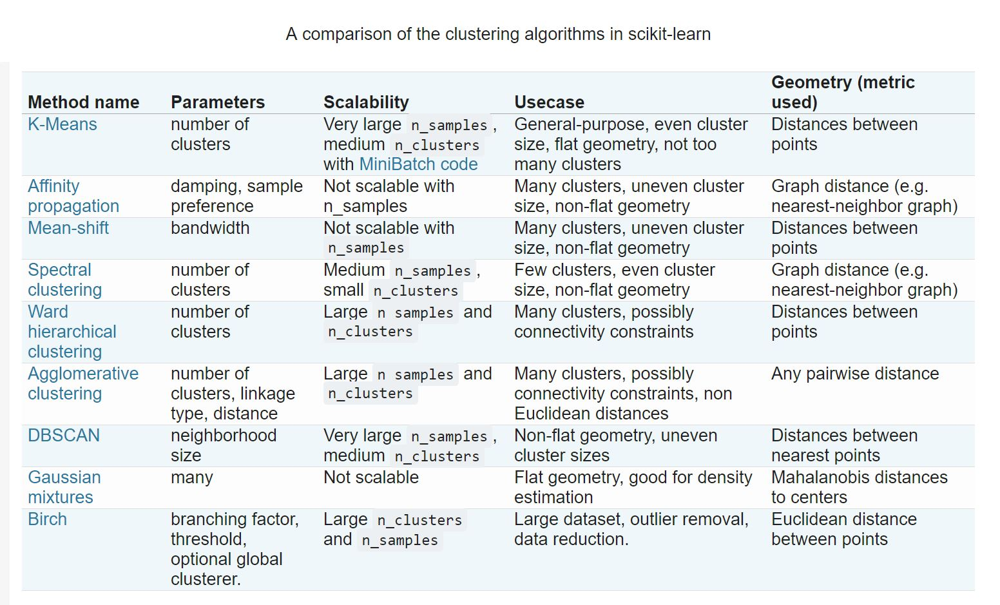 A comparison of the clustering algorithms in scikit-learn
Method name Parameters Scalability Usecase Geometry (metric used)
K-Means
number of
clusters
Very large n_samples ,
medium n_clusters
with MiniBatch code
General-purpose, even cluster
size, flat geometry, not too
many clusters
Distances between
points
Affinity
propagation
damping, sample
preference
Not scalable with
n_samples
Many clusters, uneven cluster
size, non-flat geometry
Graph distance (e.g.
nearest-neighbor graph)
Mean-shift
bandwidth
Not scalable with
n_samples
Many clusters, uneven cluster
size, non-flat geometry
Distances between
points
Spectral
clustering
number of
clusters
Medium n_samples ,
small n_clusters
Few clusters, even cluster
size, non-flat geometry
Graph distance (e.g.
nearest-neighbor graph)
Ward
hierarchical
clustering
number of
clusters
Large n samples and
n_clusters
Many clusters, possibly
connectivity constraints
Distances between
points
Agglomerative
clustering
number of
clusters, linkage
type, distance
Large n samples and
n_clusters
Many clusters, possibly
connectivity constraints, non
Euclidean distances
Any pairwise distance
DBSCAN
neighborhood
size
Very large n_samples ,
medium n_clusters
Non-flat geometry, uneven
cluster sizes
Distances between
nearest points
Gaussian
mixtures
many
Not scalable
Flat geometry, good for density
estimation
Mahalanobis distances
to centers
Birch
branching factor,
threshold,
optional global
clusterer.
Large n_clusters
and n_samples
Large dataset, outlier removal,
data reduction.
Euclidean distance
between points